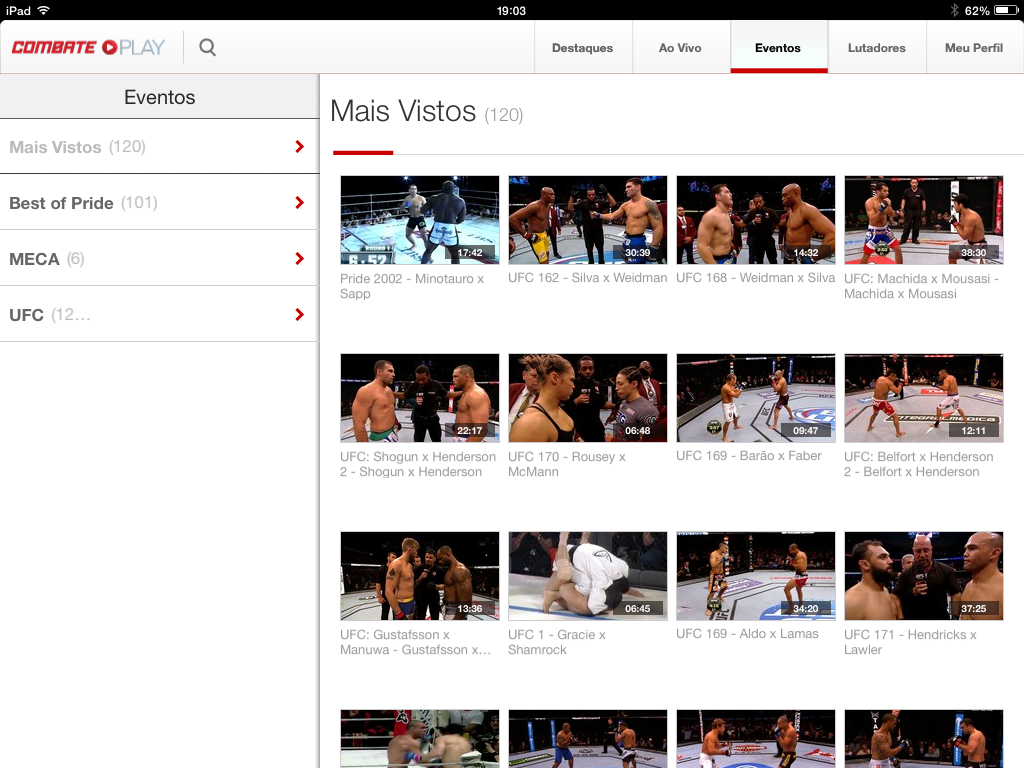 iPad
19:03
62%
COMBATE PLAY
Destaques
Ao Vivo
Eventos
Lutadores
Meu Perfil
Eventos
Mais Vistos (120)
Best of Pride (101)
MECA (6)
UFC (12...
Mais Vistos (120)
17:42
30:39
14:32
38:30
Pride 2002 - Minotauro x
Sapp
UFC 162 - Silva x Weidman
UFC 168 - Weidman x Silva
UFC: Machida x Mousasi -
Machida x Mousasi
22:17
06:48
09:47
12:11
UFC: Shogun x Henderson
2 - Shogun x Henderson
UFC 170 - Rousey x
McMann
UFC 169 - Barão x Faber
UFC: Belfort x Henderson
2 - Belfort x Henderson
13:36
06:45
34:20
37:25
UFC: Gustafsson x
Manuwa - Gustafsson x...
UFC 1 - Gracie x
Shamrock
UFC 169 - Aldo x Lamas
UFC 171 - Hendricks x
Lawler